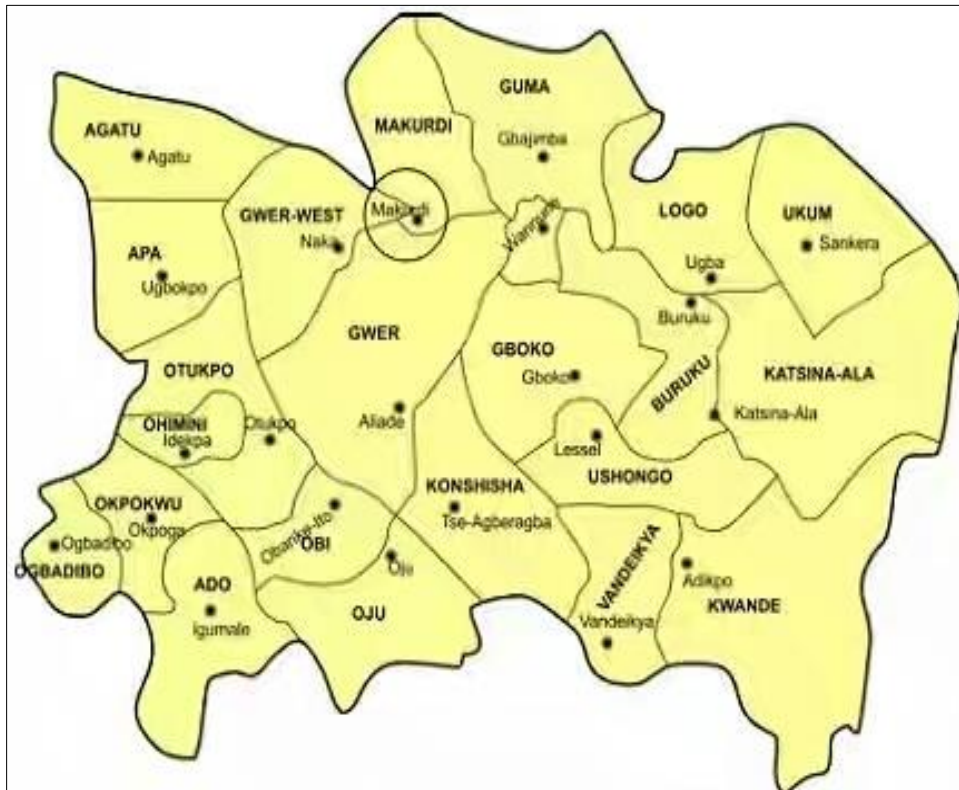 GUMA
AGATU
MAKURDI
Agatu
Gbajimba
GWER-WEST
Makurdi
LOGO
UKUM
Naka
Wannune
Sankera
APA
Ugbokpo
Ugba
Buruku
GWER
GBOKO
OTUKPO
Gboko
BURUKU
KATSINA-ALA
Aliade
Katsina-Ala
OHIMINI
Otukpo
Idekpa
Lessel
USHONGO
KONSHISHA
OKPOKWU
Okpoga
Tse-Agberagba
Obarike-Ito
OBI
Ogbadibo
OGBADIBO
Oju
VANDEIKYA
Adikpo
ADO
OJU
KWANDE
Igumale
Vandeikya